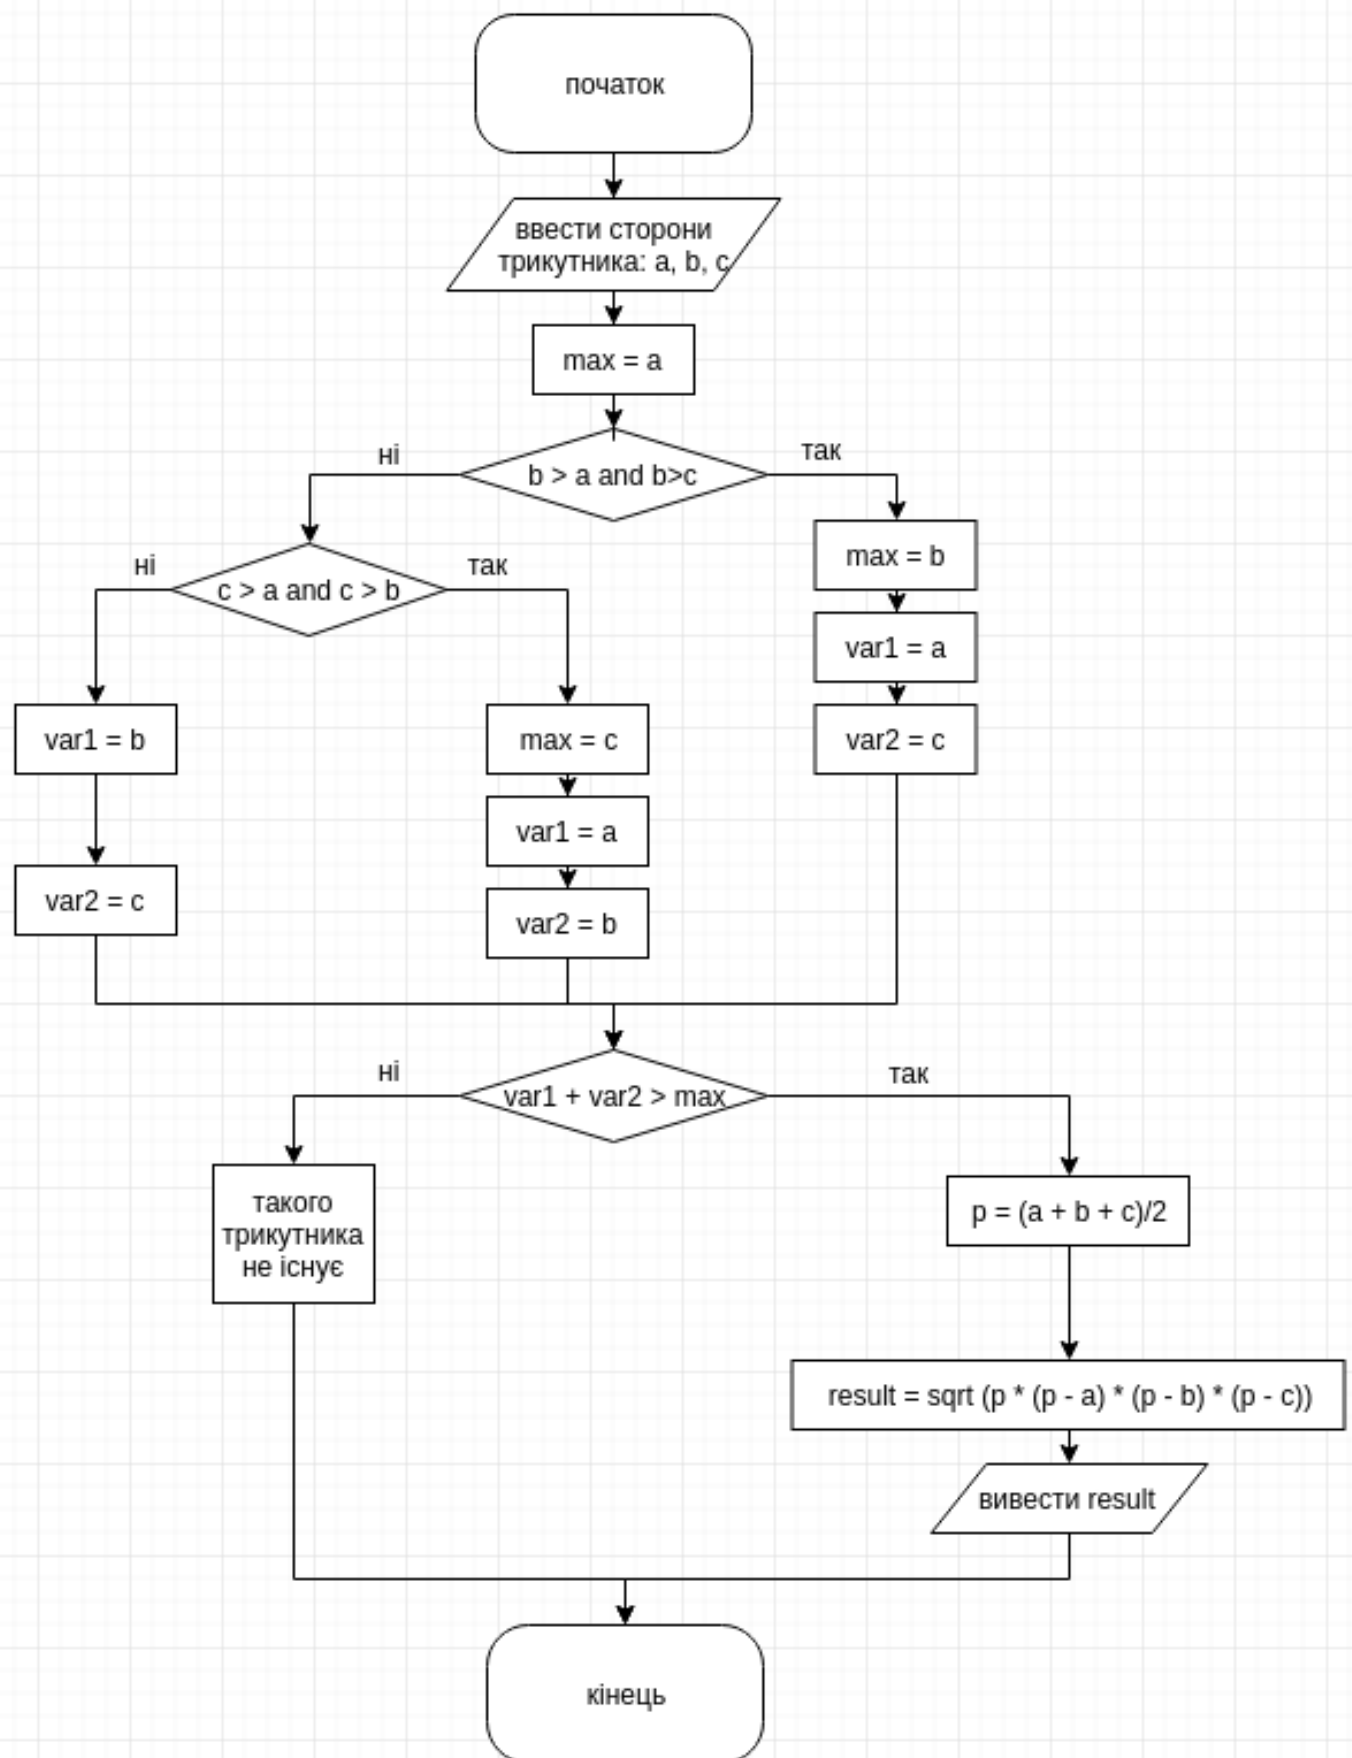 початок
ввести сторони
трикутника: a, b, c
max = a
ні
b > a and b>c
так
ні
c > a and c > b
так
max = b
var1 = a
var2 = c
var1 = b
var2 = c
max = c
var1 = a
var2 = b
ні
var1 + var2 > max
так
такого
трикутника
не існує
p = (a + b + c)/2
result = sqrt (p * (p - a) * (p - b) * (p - c))
вивести result
кінець